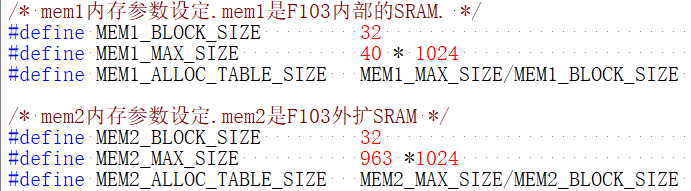 /* mem1内存参数设定.mem1是F103内部的SRAM. */
#define MEM1_BLOCK_SIZE 32
#define MEM1_MAX_SIZE 40 * 1024
#define MEM1_ALLOC_TABLE_SIZE MEM1_MAX_SIZE/MEM1_BLOCK_SIZE
/* mem2内存参数设定.mem2是F103外扩SRAM */
#define MEM2_BLOCK_SIZE 32
#define MEM2_MAX_SIZE 963 *1024
#define MEM2_ALLOC_TABLE_SIZE MEM2_MAX_SIZE/MEM2_BLOCK_SIZE